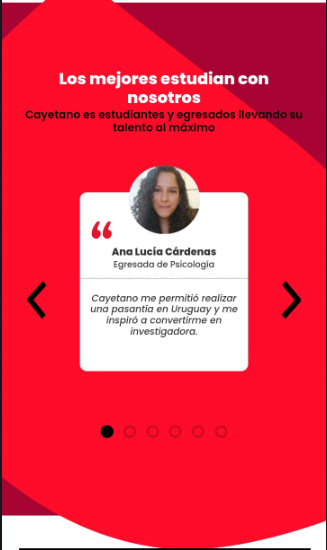 Los mejores estudian con
nosotros
Cayetano es estudiantes y egresados llevando su
talento al máximo
“
Ana Lucía Cárdenas
Egresada de Psicología
Cayetano me permitió realizar
una pasantía en Uruguay y me
inspiró a convertirme en
investigadora.